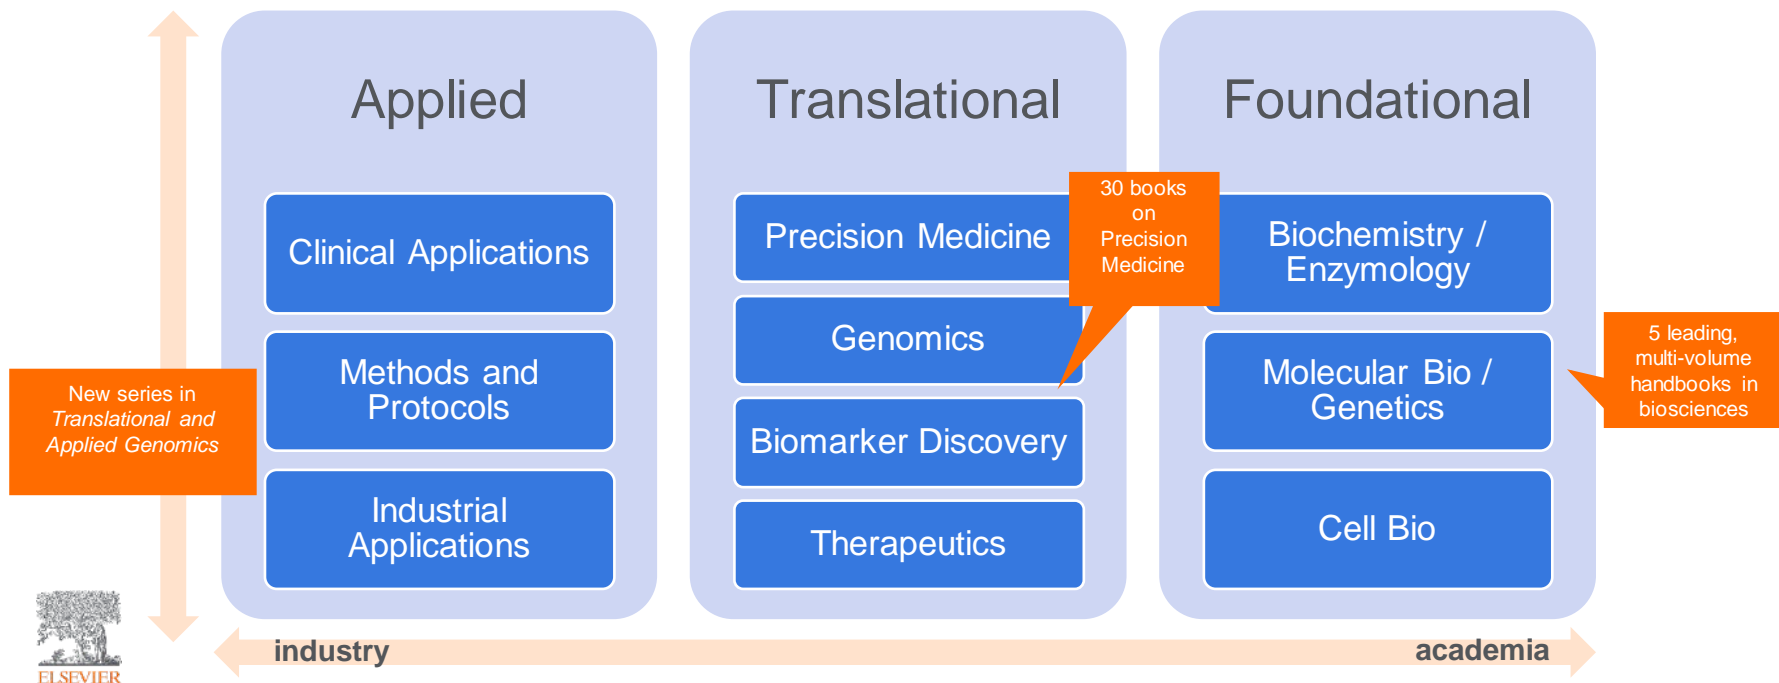 Applied
Clinical Applications
Methods and
Protocols
Industrial
Applications
Translational
Precision Medicine
Genomics
Biomarker Discovery
Therapeutics
Foundational
Biochemistry /
Enzymology
Molecular Bio /
Genetics
Cell Bio
New series in
Translational and
Applied Genomics
30 books
on
Precision
Medicine
5 leading,
multi-volume
handbooks in
biosciences
industry
academia
ELSEVIER